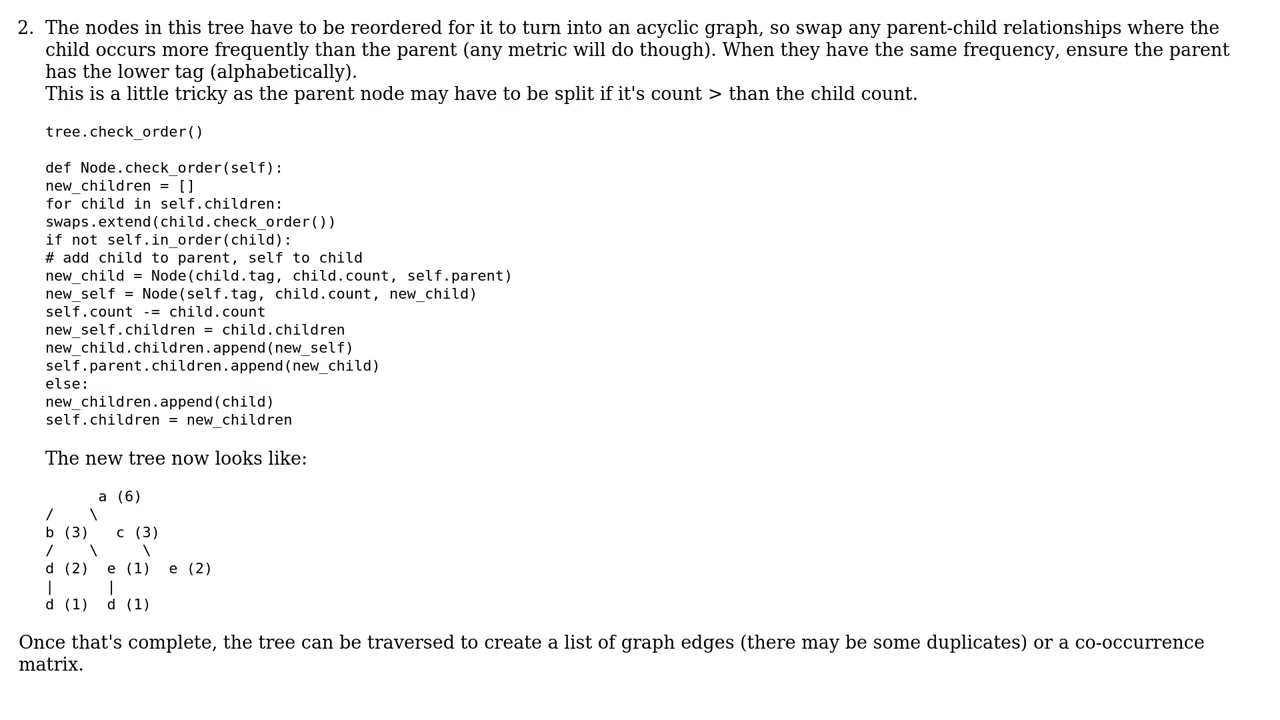 2. The nodes in this tree have to be reordered for it to turn into an acyclic graph, so swap any parent-child relationships where the
child occurs more frequently than the parent (any metric will do though). When they have the same frequency, ensure the parent
has the lower tag (alphabetically).
This is a little tricky as the parent node may have to be split if it's count > than the child count.
tree.check_order()
def Node.check_order(self):
new_children = []
for child in self.children:
swaps.extend(child.check_order())
if not self.in_order(child):
# add child to parent, self to child
new_child = Node(child.tag, child.count, self.parent)
new_self = Node(self.tag, child.count, new_child)
self.count -= child.count
new_self.children = child.children
new_child.children.append(new_self)
self.parent.children.append(new_child)
else:
new_children.append(child)
self.children = new_children
The new tree now looks like:
      a (6)
/    \
b (3)   c (3)
/    \     \
d (2)  e (1)  e (2)
|      |
d (1)  d (1)
Once that's complete, the tree can be traversed to create a list of graph edges (there may be some duplicates) or a co-occurrence
matrix.